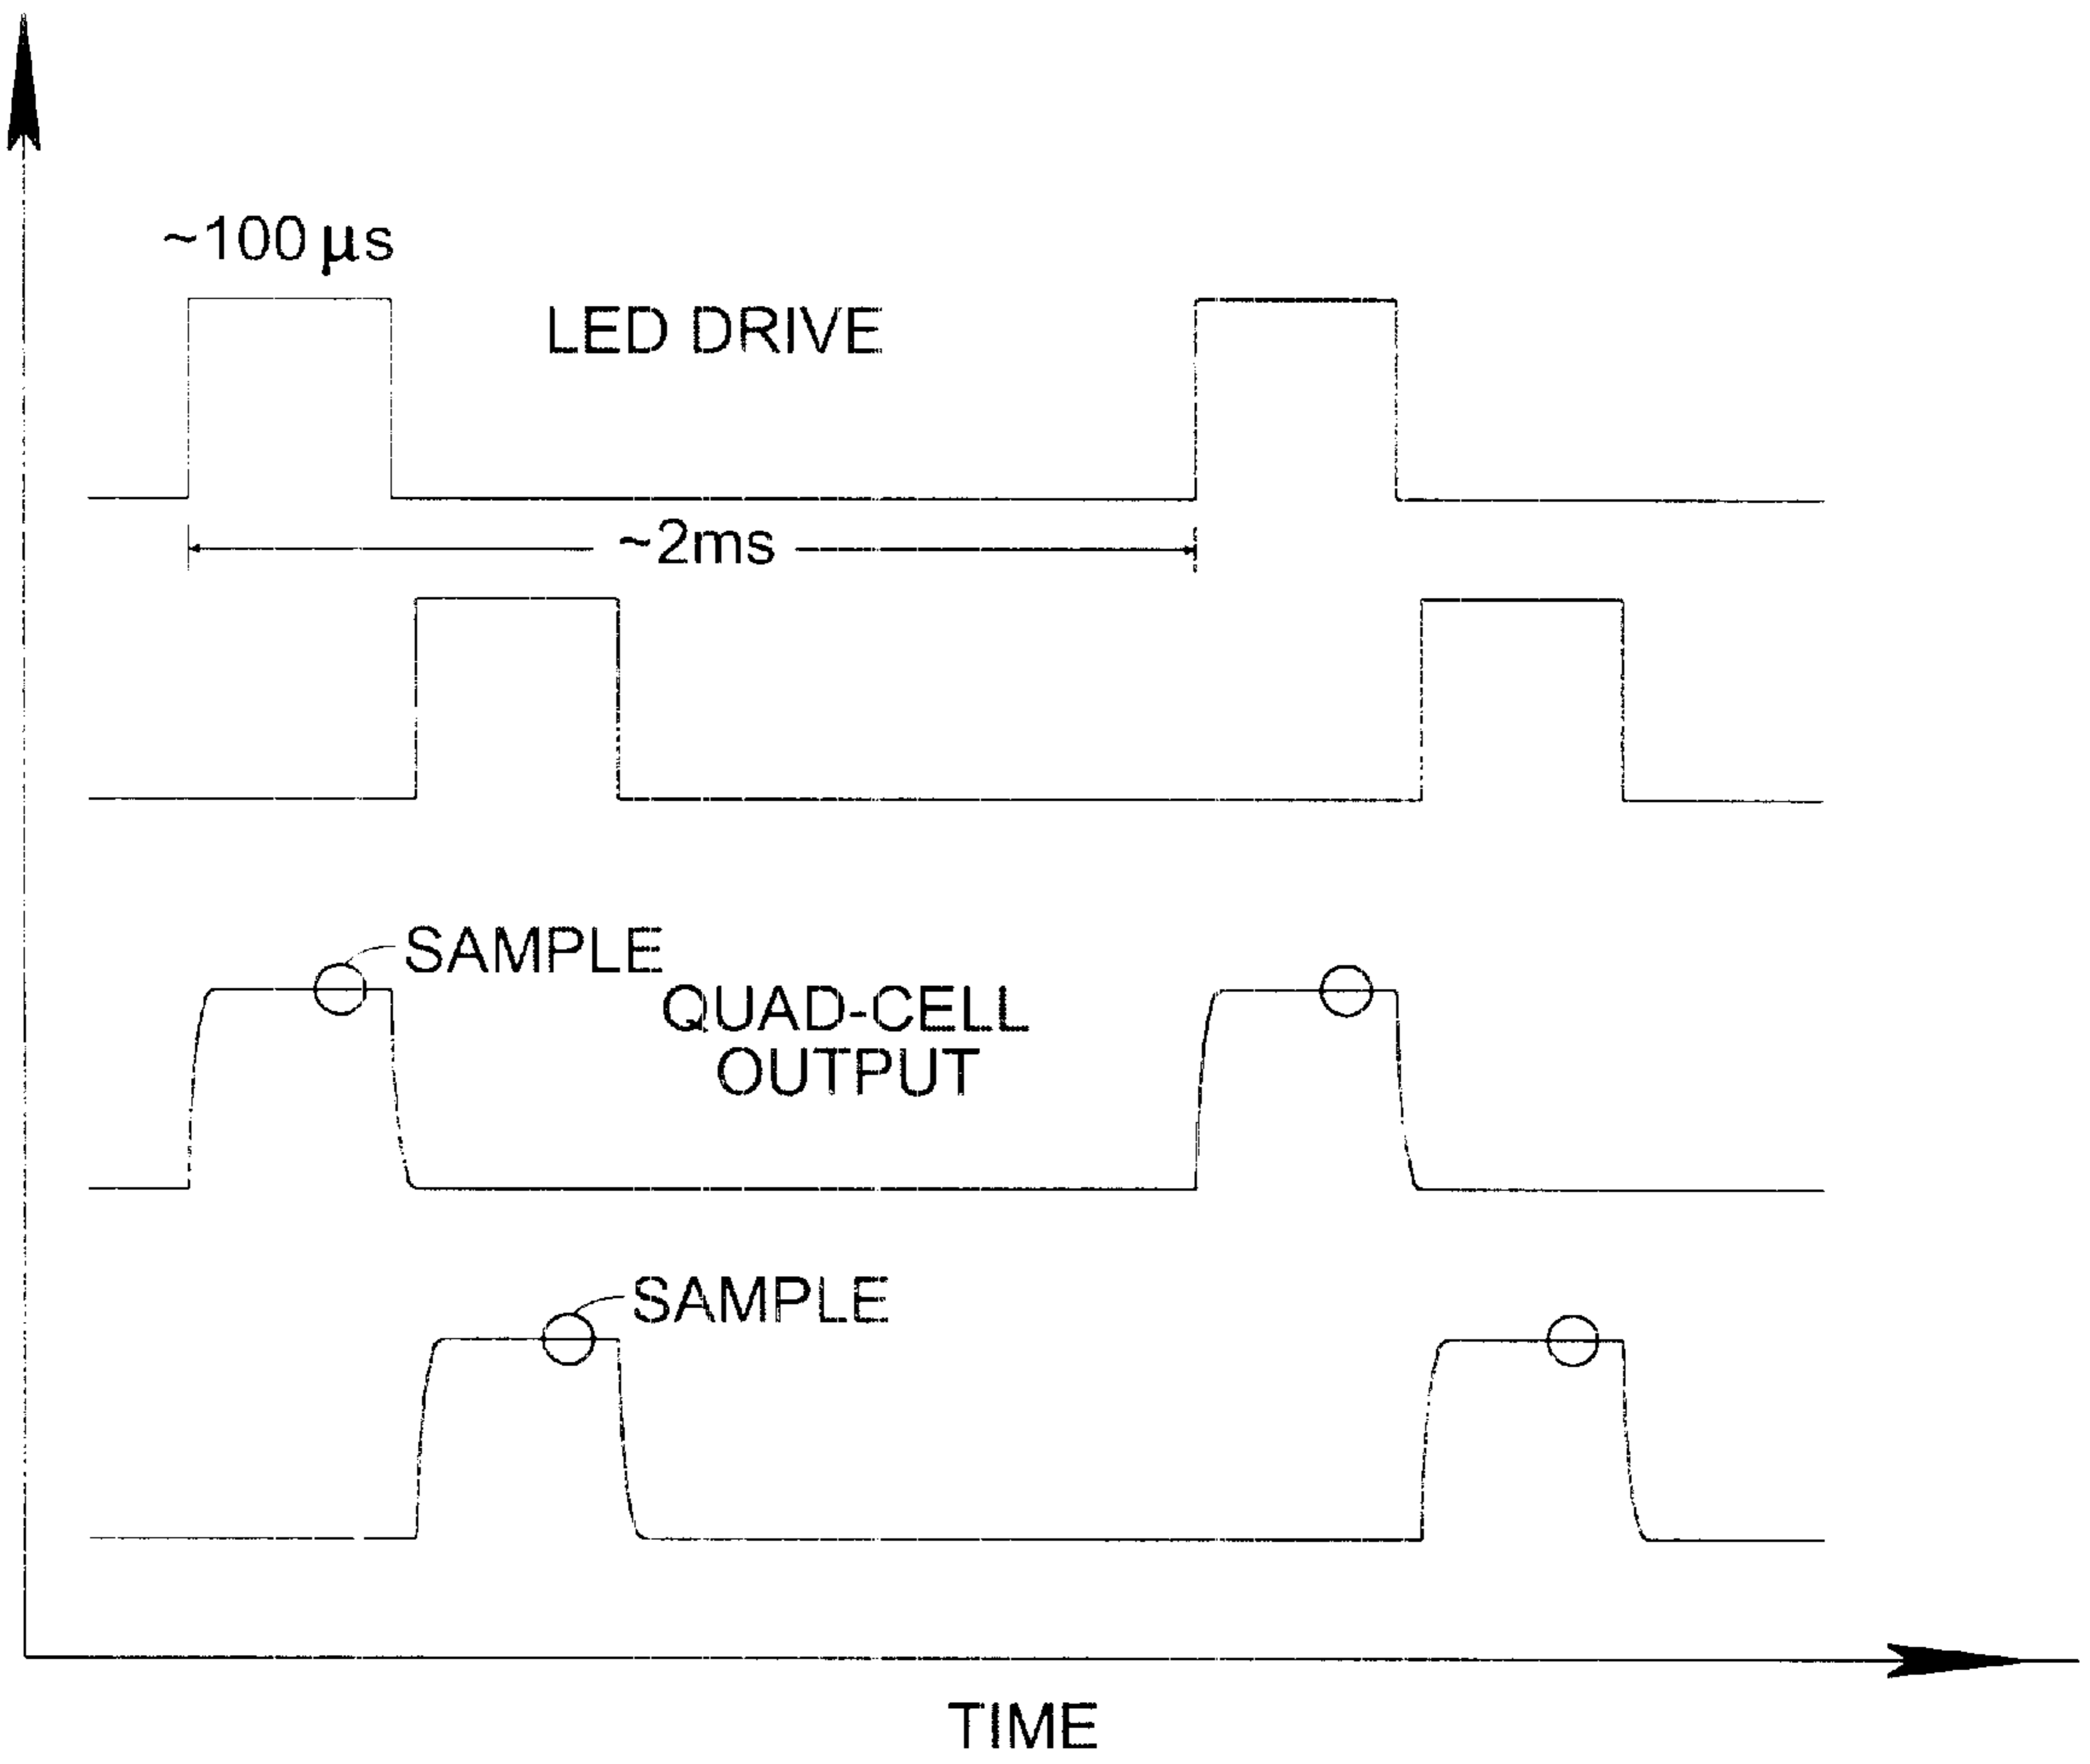 ~100 µs
LED DRIVE
~2ms
SAMPLE
QUAD-CELL
OUTPUT
SAMPLE
TIME